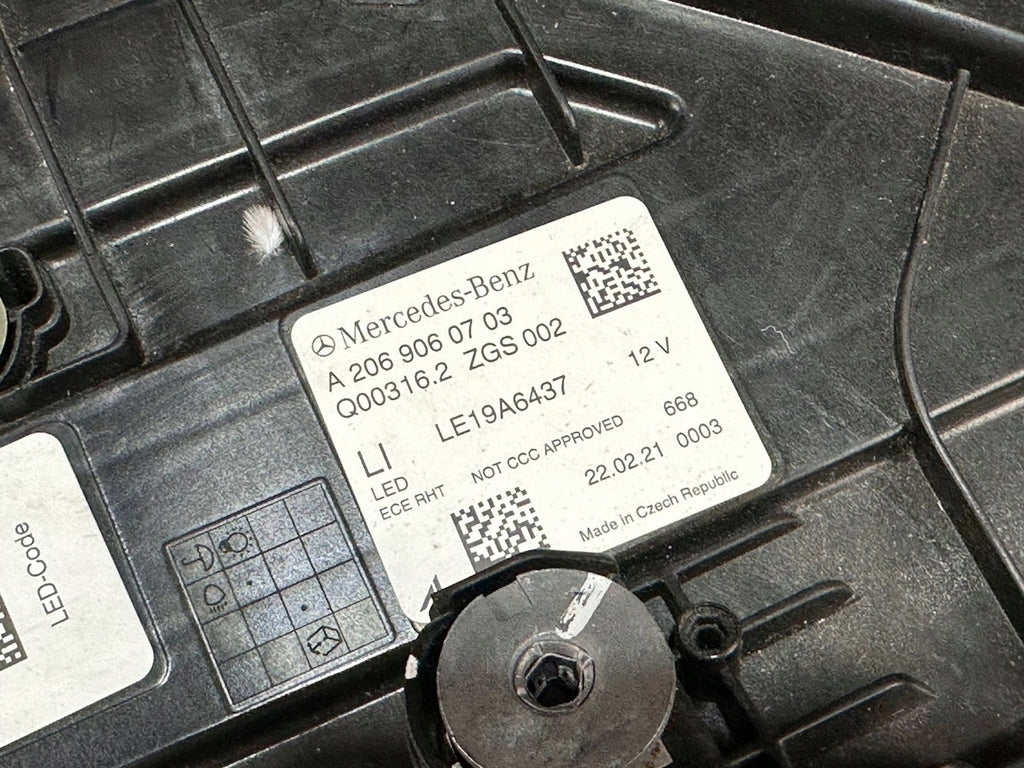 Mercedes-Benz
A 206 906 07 03
Q00316.2 ZGS 002
LE19A6437
12 V
LI
LED
ECE RHT
NOT CCC APPROVED
668
22.02.21 0003
Made in Czech Republic
LED-Code